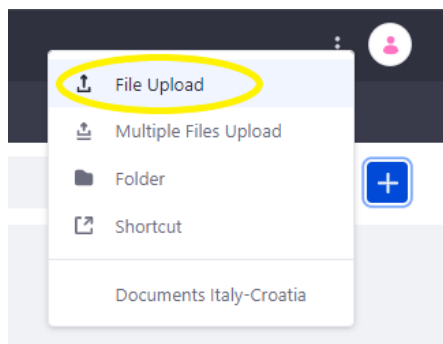 File Upload
Multiple Files Upload
Folder
Shortcut
Documents Italy-Croatia